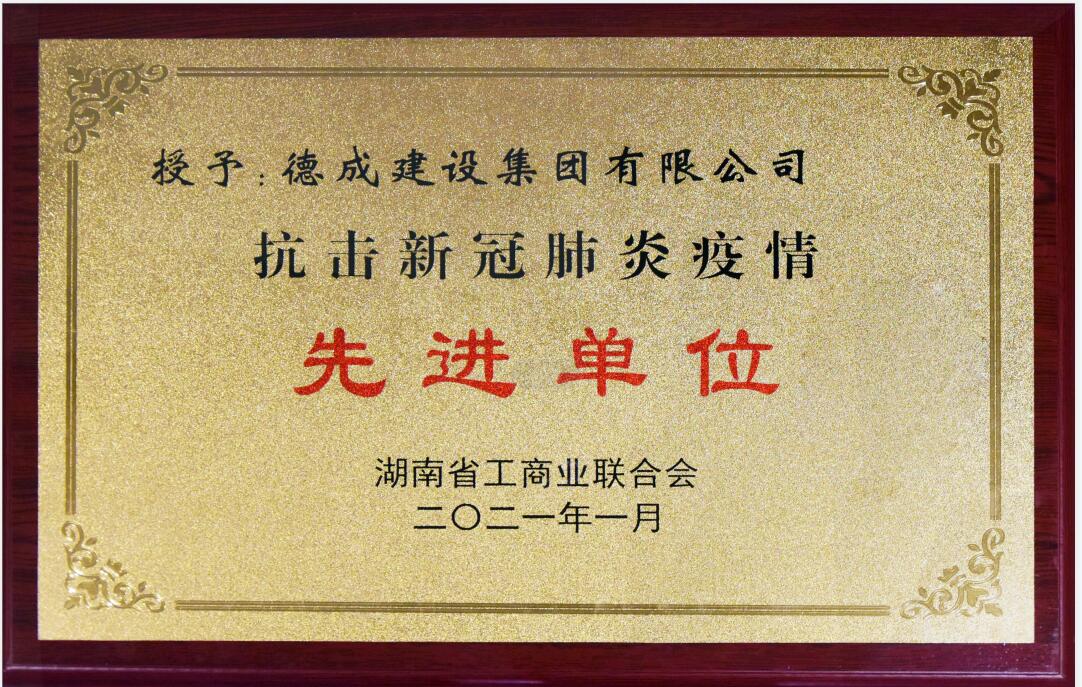 授予:德成建设集团有限公司
抗击新冠肺炎疫情
先进单位
湖南省工商业联合会
二〇二一年一月